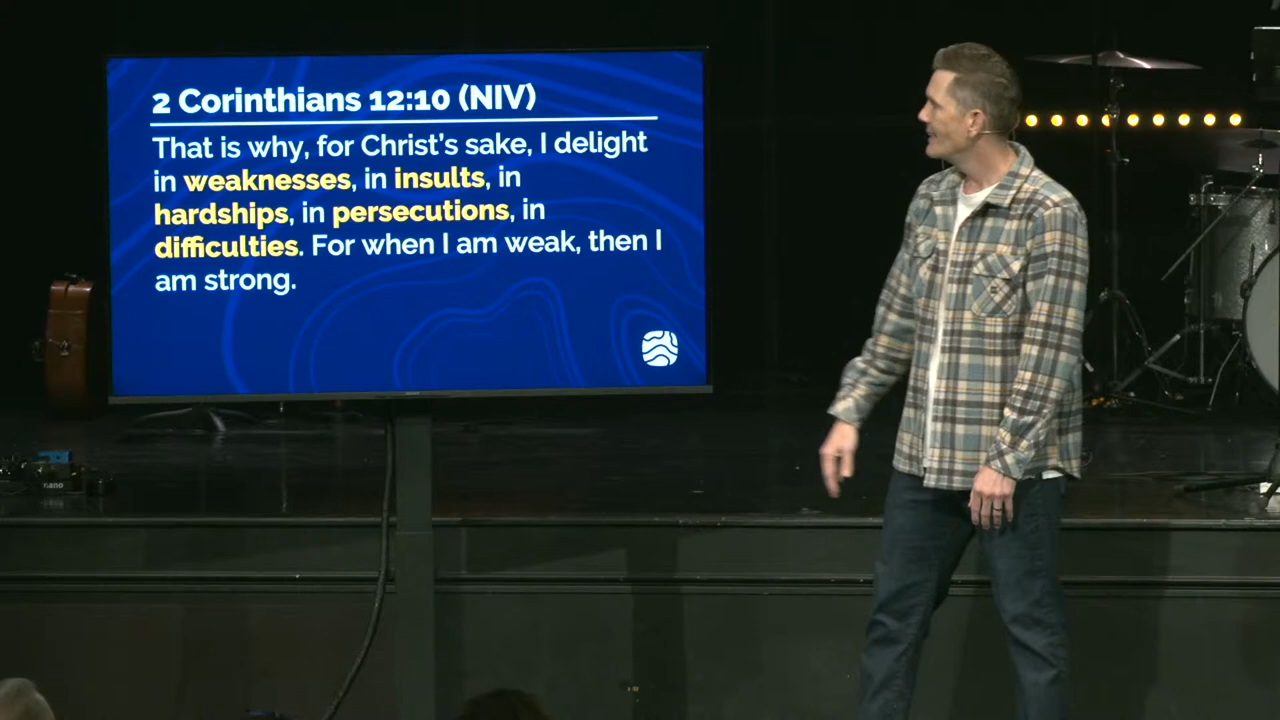 2 Corinthians 12:10 (NIV)
That is why, for Christ's sake, I delight
in weaknesses, in insults, in
hardships, in persecutions, in
difficulties. For when I am weak, then I
am strong.
nano